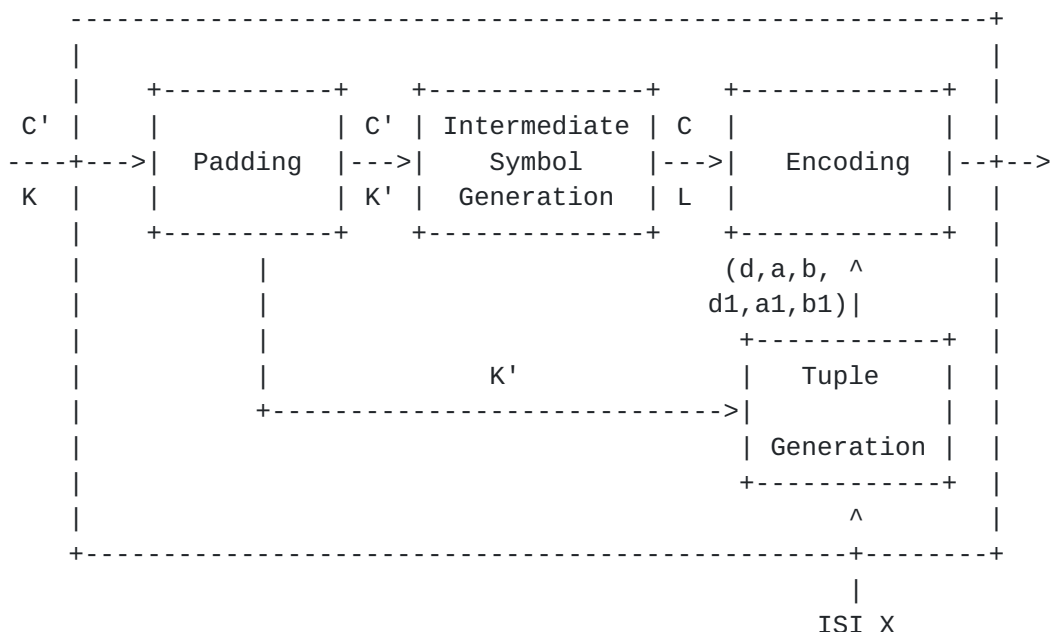 -----------------------------------------------------------+
|                                                           |
|    +-----------+    +--------------+    +-------------+  |
C' |    |           | C' | Intermediate | C  |             |  |
----+--->|  Padding  |--->|    Symbol    |--->|   Encoding  |--+-->
K  |    |           | K' |  Generation  | L  |             |  |
|    +-----------+    +--------------+    +-------------+  |
|           |                             (d,a,b, ^        |
|           |                            d1,a1,b1)|        |
|           |                              +------------+  |
|           |              K'              |   Tuple    |  |
|           +----------------------------->|            |  |
|                                          | Generation |  |
|                                          +------------+  |
|                                                 ^        |
+-------------------------------------------------+--------+
|
ISI X